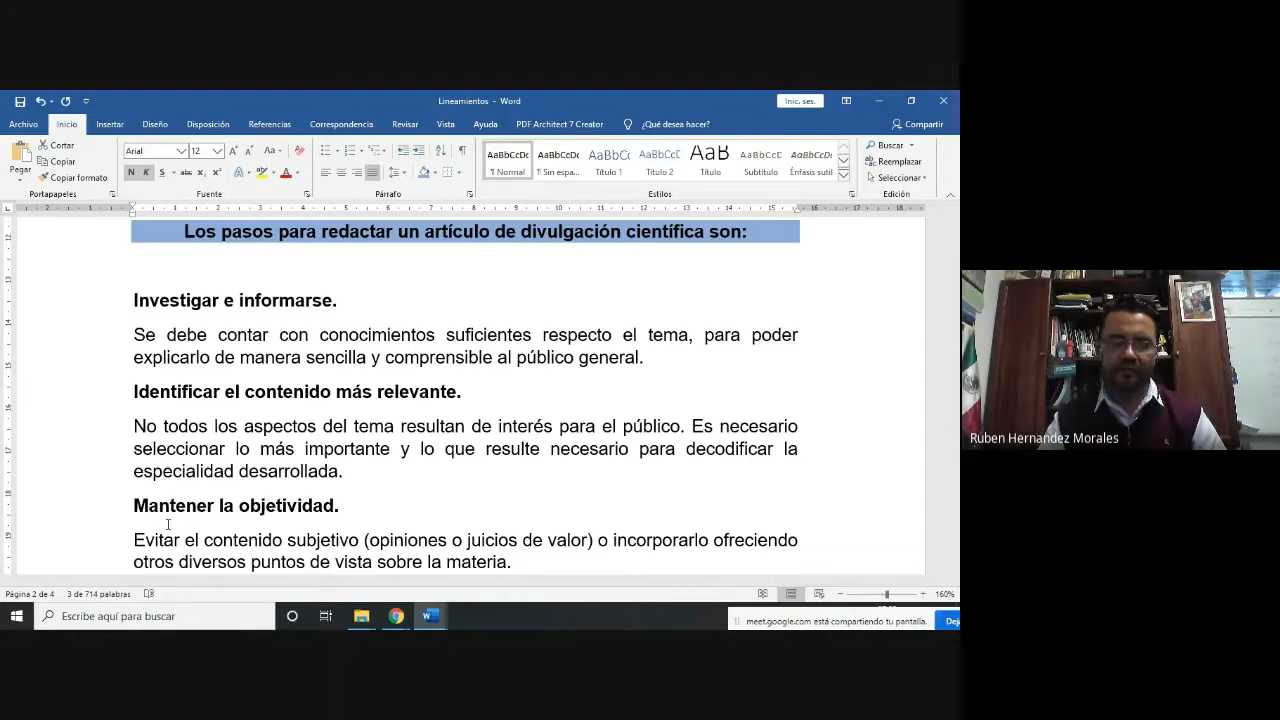 Lineamientos - Word
Inic. ses.
Archivo Inicio Insertar Diseño Disposición Referencias Correspondencia Revisar Vista Ayuda PDF Architect 7 Creator ¿Qué desea hacer? Compartir
Pegar
Cortar
Copiar
Copiar formato
Portapapeles
Arial 12
Fuente
Párrafo
AaBbCcDc AaBbCcDc AaBbCc AaBbCcC AaB AaBbCcD AaBbCcDc
¶ Normal ¶ Sin espa... Título 1 Título 2 Título Subtítulo Énfasis sutil
Estilos
Buscar
Reemplazar
Seleccionar
Edición
Los pasos para redactar un artículo de divulgación científica son:
Investigar e informarse.
Se debe contar con conocimientos suficientes respecto el tema, para poder
explicarlo de manera sencilla y comprensible al público general.
Identificar el contenido más relevante.
No todos los aspectos del tema resultan de interés para el público. Es necesario
seleccionar lo más importante y lo que resulte necesario para decodificar la
especialidad desarrollada.
Mantener la objetividad.
Evitar el contenido subjetivo (opiniones o juicios de valor) o incorporarlo ofreciendo
otros diversos puntos de vista sobre la materia.
Página 2 de 4 3 de 714 palabras
160%
Escribe aquí para buscar
meet.google.com está compartiendo tu pantalla.
Ruben Hernandez Morales